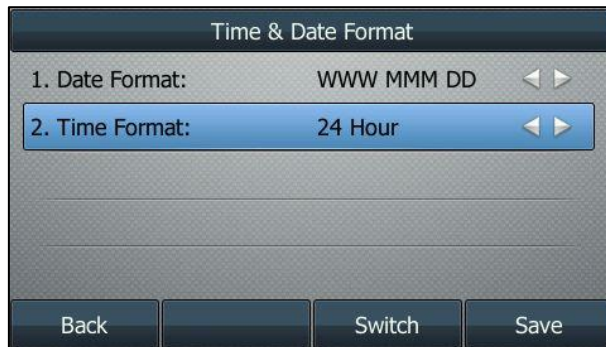 Time & Date Format
1. Date Format: WWW MMM DD
2. Time Format: 24 Hour
Back Switch Save